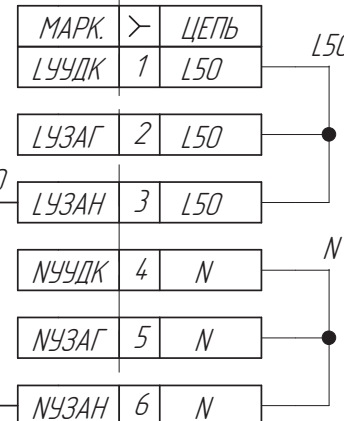 МАРК. ≻ ЦЕПЬ
LУУДК 1 L50
L50
LУЗАГ 2 L50
LУЗАН 3 L50
NУУДК 4 N
N
NУЗАГ 5 N
NУЗАН 6 N